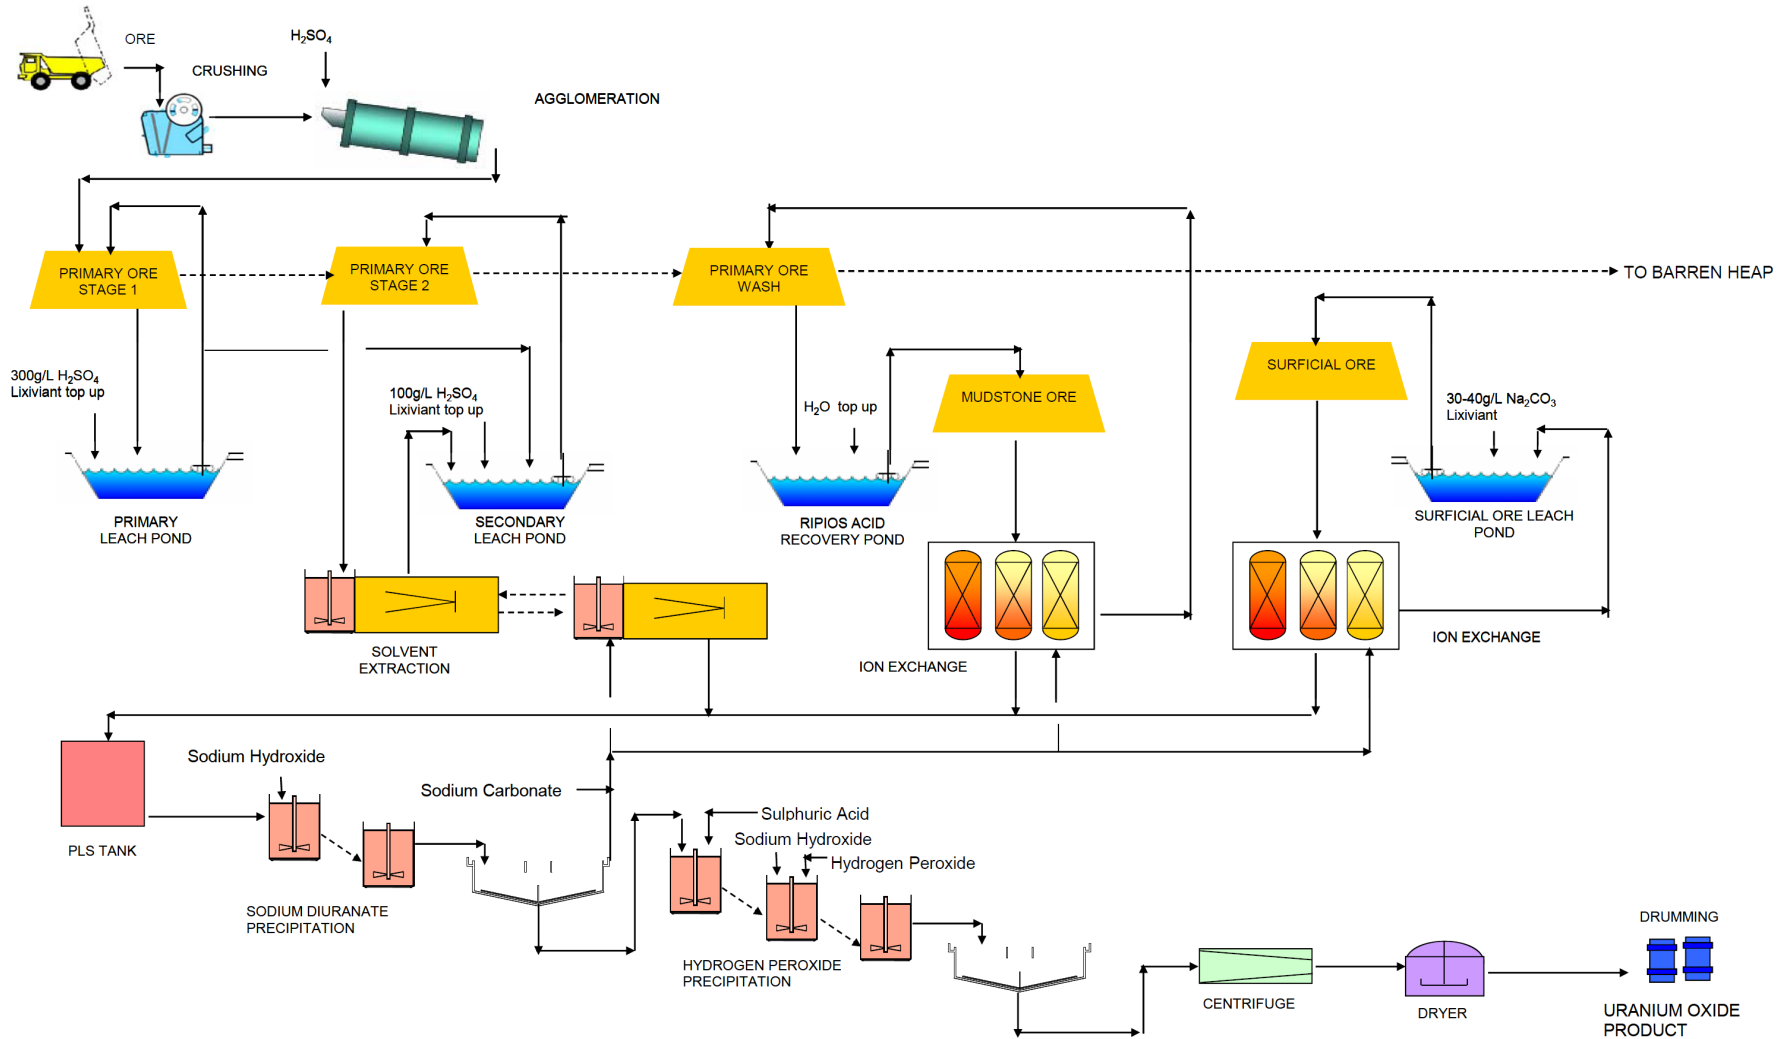 ORE
H₂SO₄
CRUSHING
AGGLOMERATION
PRIMARY ORE
STAGE 1
PRIMARY ORE
STAGE 2
PRIMARY ORE
WASH
TO BARREN HEAP
SURFICIAL ORE
MUDSTONE ORE
300g/L H₂SO₄
Lixiviant top up
100g/L H₂SO₄
Lixiviant top up
H₂O top up
30-40g/L Na₂CO₃
Lixiviant
PRIMARY
LEACH POND
SECONDARY
LEACH POND
RIPIOS ACID
RECOVERY POND
SURFICIAL ORE LEACH
POND
SOLVENT
EXTRACTION
ION EXCHANGE
ION EXCHANGE
PLS TANK
Sodium Hydroxide
Sodium Carbonate
SODIUM DIURANATE
PRECIPITATION
Sulphuric Acid
Sodium Hydroxide
Hydrogen Peroxide
HYDROGEN PEROXIDE
PRECIPITATION
CENTRIFUGE
DRYER
DRUMMING
URANIUM OXIDE
PRODUCT